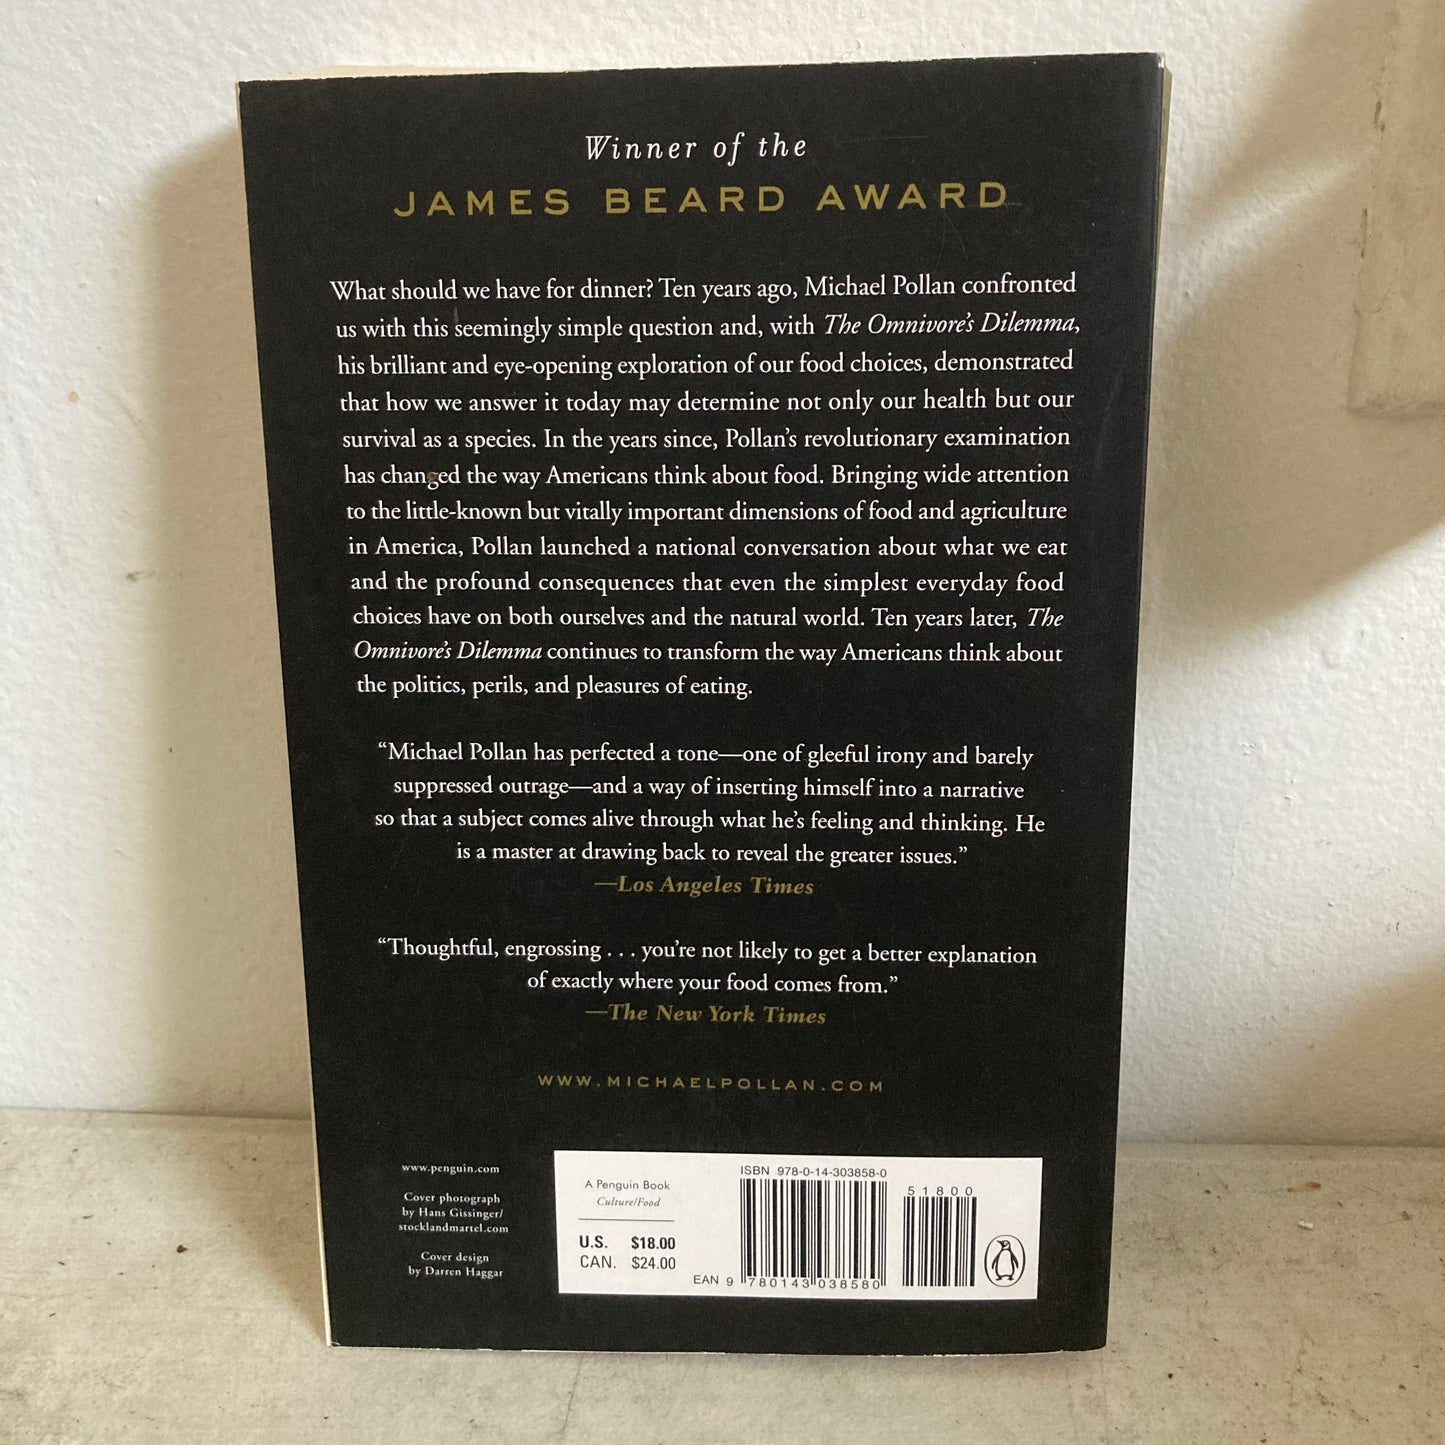 Winner of the
JAMES BEARD AWARD
What should we have for dinner? Ten years ago, Michael Pollan confronted
us with this seemingly simple question and, with The Omnivore's Dilemma,
his brilliant and eye-opening exploration of our food choices, demonstrated
that how we answer it today may determine not only our health but our
survival as a species. In the years since, Pollan's revolutionary examination
has changed the way Americans think about food. Bringing wide attention
to the little-known but vitally important dimensions of food and agriculture
in America, Pollan launched a national conversation about what we eat
and the profound consequences that even the simplest everyday food
choices have on both ourselves and the natural world. Ten years later, The
Omnivore's Dilemma continues to transform the way Americans think about
the politics, perils, and pleasures of eating.
“Michael Pollan has perfected a tone—one of gleeful irony and barely
suppressed outrage—and a way of inserting himself into a narrative
so that a subject comes alive through what he's feeling and thinking. He
is a master at drawing back to reveal the greater issues.”
—Los Angeles Times
“Thoughtful, engrossing . . . you're not likely to get a better explanation
of exactly where your food comes from.”
—The New York Times
WWW.MICHAELPOLLAN.COM
www.penguin.com
Cover photograph
by Hans Gissinger/
stocklandmartel.com
Cover design
by Darren Haggar
A Penguin Book
Culture/Food
U.S. $18.00
CAN. $24.00
ISBN 978-0-14-303858-0
51800
EAN 9 780143 038580